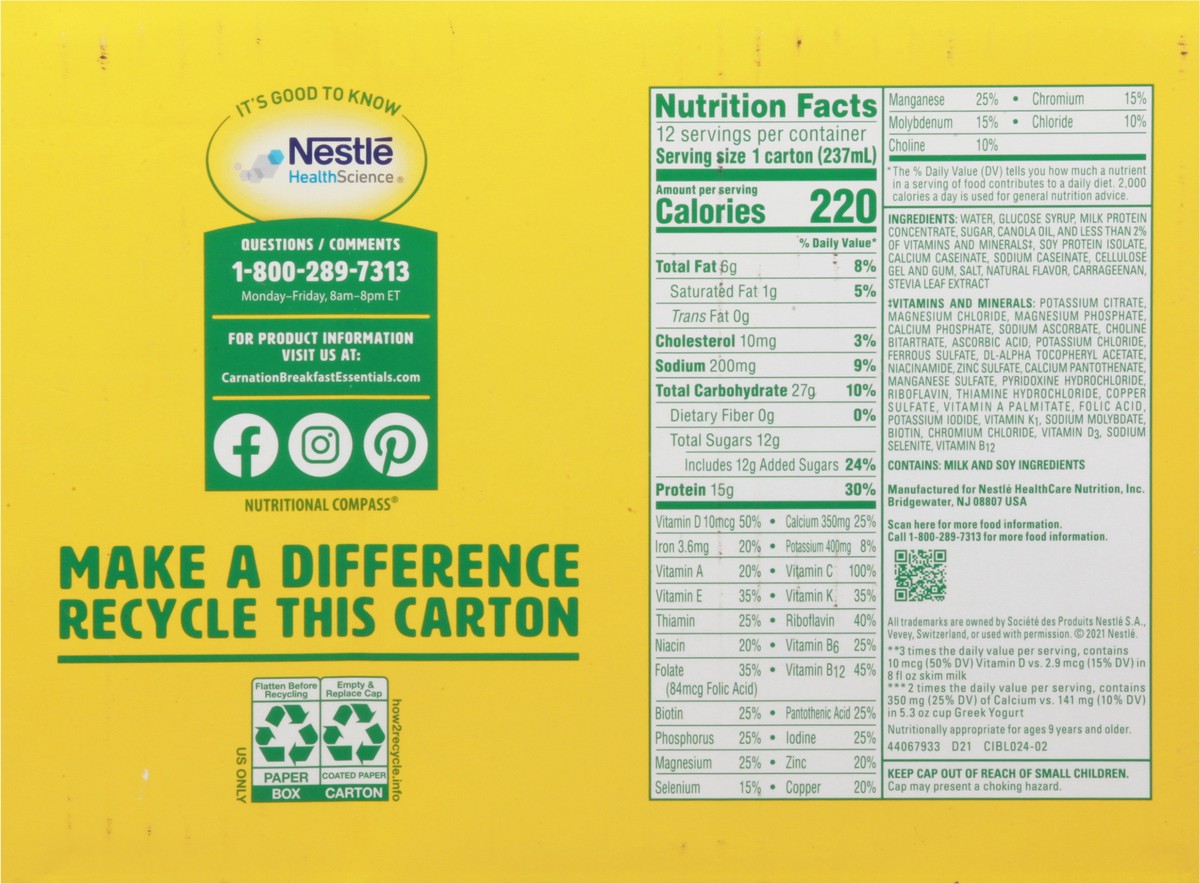 IT'S GOOD TO KNOW
Nestlé
HealthScience®
QUESTIONS / COMMENTS
1-800-289-7313
Monday–Friday, 8am–8pm ET
FOR PRODUCT INFORMATION
VISIT US AT:
CarnationBreakfastEssentials.com
NUTRITIONAL COMPASS®
MAKE A DIFFERENCE
RECYCLE THIS CARTON
Flatten Before
Recycling
PAPER
BOX
Empty &
Replace Cap
COATED PAPER
CARTON
US ONLY
how2recycle.info
Nutrition Facts
12 servings per container
Serving size 1 carton (237mL)
Amount per serving
Calories 220
% Daily Value*
Total Fat 6g 8%
Saturated Fat 1g 5%
Trans Fat 0g
Cholesterol 10mg 3%
Sodium 200mg 9%
Total Carbohydrate 27g 10%
Dietary Fiber 0g 0%
Total Sugars 12g
Includes 12g Added Sugars 24%
Protein 15g 30%
Vitamin D 10mcg 50% • Calcium 350mg 25%
Iron 3.6mg 20% • Potassium 400mg 8%
Vitamin A 20% • Vitamin C 100%
Vitamin E 35% • Vitamin K 35%
Thiamin 25% • Riboflavin 40%
Niacin 20% • Vitamin B6 25%
Folate 35% • Vitamin B12 45%
(84mcg Folic Acid)
Biotin 25% • Pantothenic Acid 25%
Phosphorus 25% • Iodine 25%
Magnesium 25% • Zinc 20%
Selenium 15% • Copper 20%
Manganese 25% • Chromium 15%
Molybdenum 15% • Chloride 10%
Choline 10%
*The % Daily Value (DV) tells you how much a nutrient
in a serving of food contributes to a daily diet. 2,000
calories a day is used for general nutrition advice.
INGREDIENTS: WATER, GLUCOSE SYRUP, MILK PROTEIN
CONCENTRATE, SUGAR, CANOLA OIL, AND LESS THAN 2%
OF VITAMINS AND MINERALS‡, SOY PROTEIN ISOLATE,
CALCIUM CASEINATE, SODIUM CASEINATE, CELLULOSE
GEL AND GUM, SALT, NATURAL FLAVOR, CARRAGEENAN,
STEVIA LEAF EXTRACT
‡VITAMINS AND MINERALS: POTASSIUM CITRATE,
MAGNESIUM CHLORIDE, MAGNESIUM PHOSPHATE,
CALCIUM PHOSPHATE, SODIUM ASCORBATE, CHOLINE
BITARTRATE, ASCORBIC ACID, POTASSIUM CHLORIDE,
FERROUS SULFATE, DL-ALPHA TOCOPHERYL ACETATE,
NIACINAMIDE, ZINC SULFATE, CALCIUM PANTOTHENATE,
MANGANESE SULFATE, PYRIDOXINE HYDROCHLORIDE,
RIBOFLAVIN, THIAMINE HYDROCHLORIDE, COPPER
SULFATE, VITAMIN A PALMITATE, FOLIC ACID,
POTASSIUM IODIDE, VITAMIN K1, SODIUM MOLYBDATE,
BIOTIN, CHROMIUM CHLORIDE, VITAMIN D3, SODIUM
SELENITE, VITAMIN B12
CONTAINS: MILK AND SOY INGREDIENTS
Manufactured for Nestlé HealthCare Nutrition, Inc.
Bridgewater, NJ 08807 USA
Scan here for more food information.
Call 1-800-289-7313 for more food information.
All trademarks are owned by Société des Produits Nestlé S.A.,
Vevey, Switzerland, or used with permission. © 2021 Nestlé.
**3 times the daily value per serving, contains
10 mcg (50% DV) Vitamin D vs. 2.9 mcg (15% DV) in
8 fl oz skim milk
***2 times the daily value per serving, contains
350 mg (25% DV) of Calcium vs. 141 mg (10% DV)
in 5.3 oz cup Greek Yogurt
Nutritionally appropriate for ages 9 years and older.
44067933 D21 CIBL024-02
KEEP CAP OUT OF REACH OF SMALL CHILDREN.
Cap may present a choking hazard.